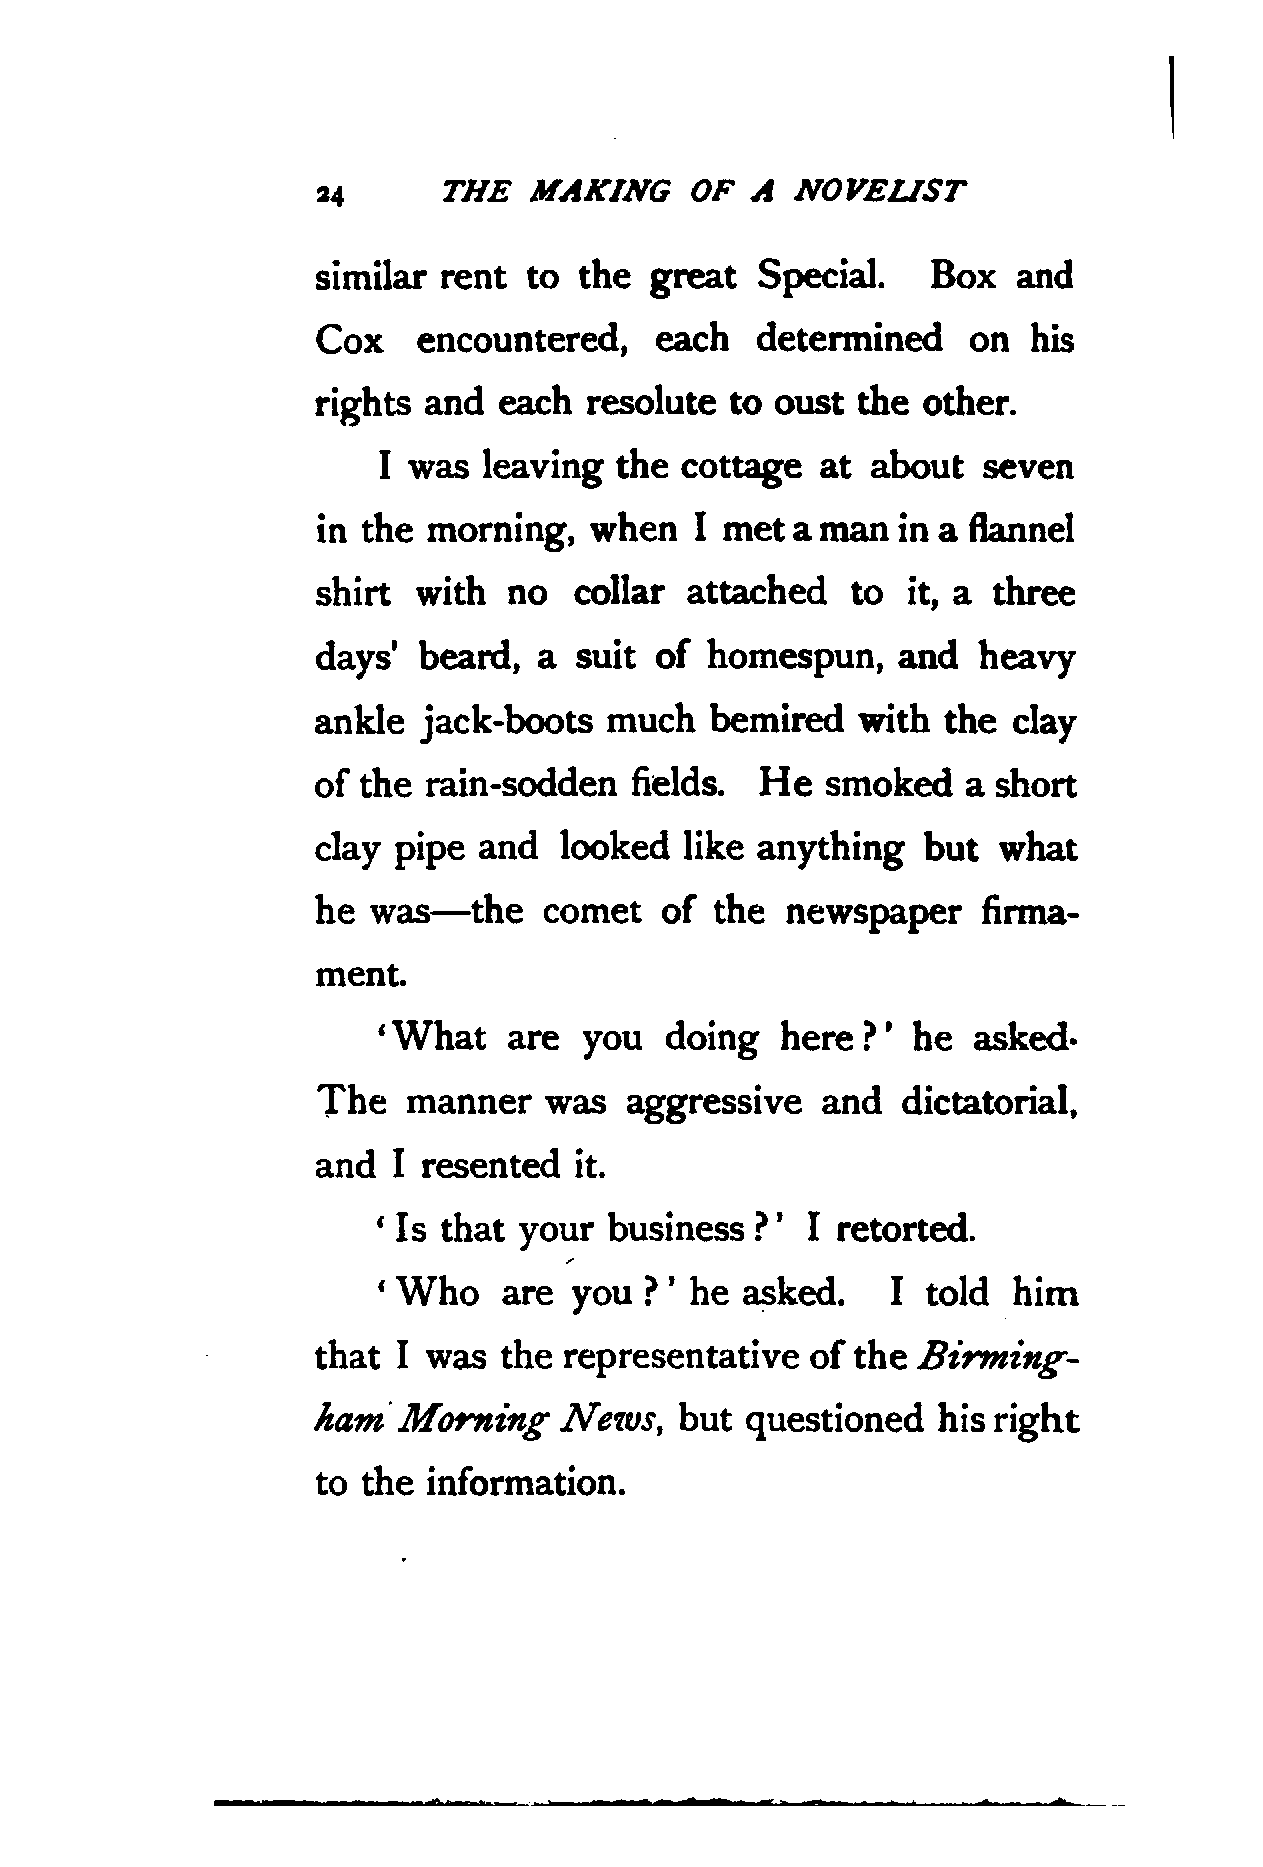 24 THE MAKING OF A NOVELIST
similar rent to the great Special. Box and
Cox encountered, each determined on his
rights and each resolute to oust the other.
I was leaving the cottage at about seven
in the morning, when I met a man in a flannel
shirt with no collar attached to it, a three
days' beard, a suit of homespun, and heavy
ankle jack-boots much bemired with the clay
of the rain-sodden fields. He smoked a short
clay pipe and looked like anything but what
he was—the comet of the newspaper firma-
ment.
‘What are you doing here?’ he asked.
The manner was aggressive and dictatorial,
and I resented it.
‘Is that your business?’ I retorted.
‘Who are you?’ he asked. I told him
that I was the representative of the Birming-
ham Morning News, but questioned his right
to the information.